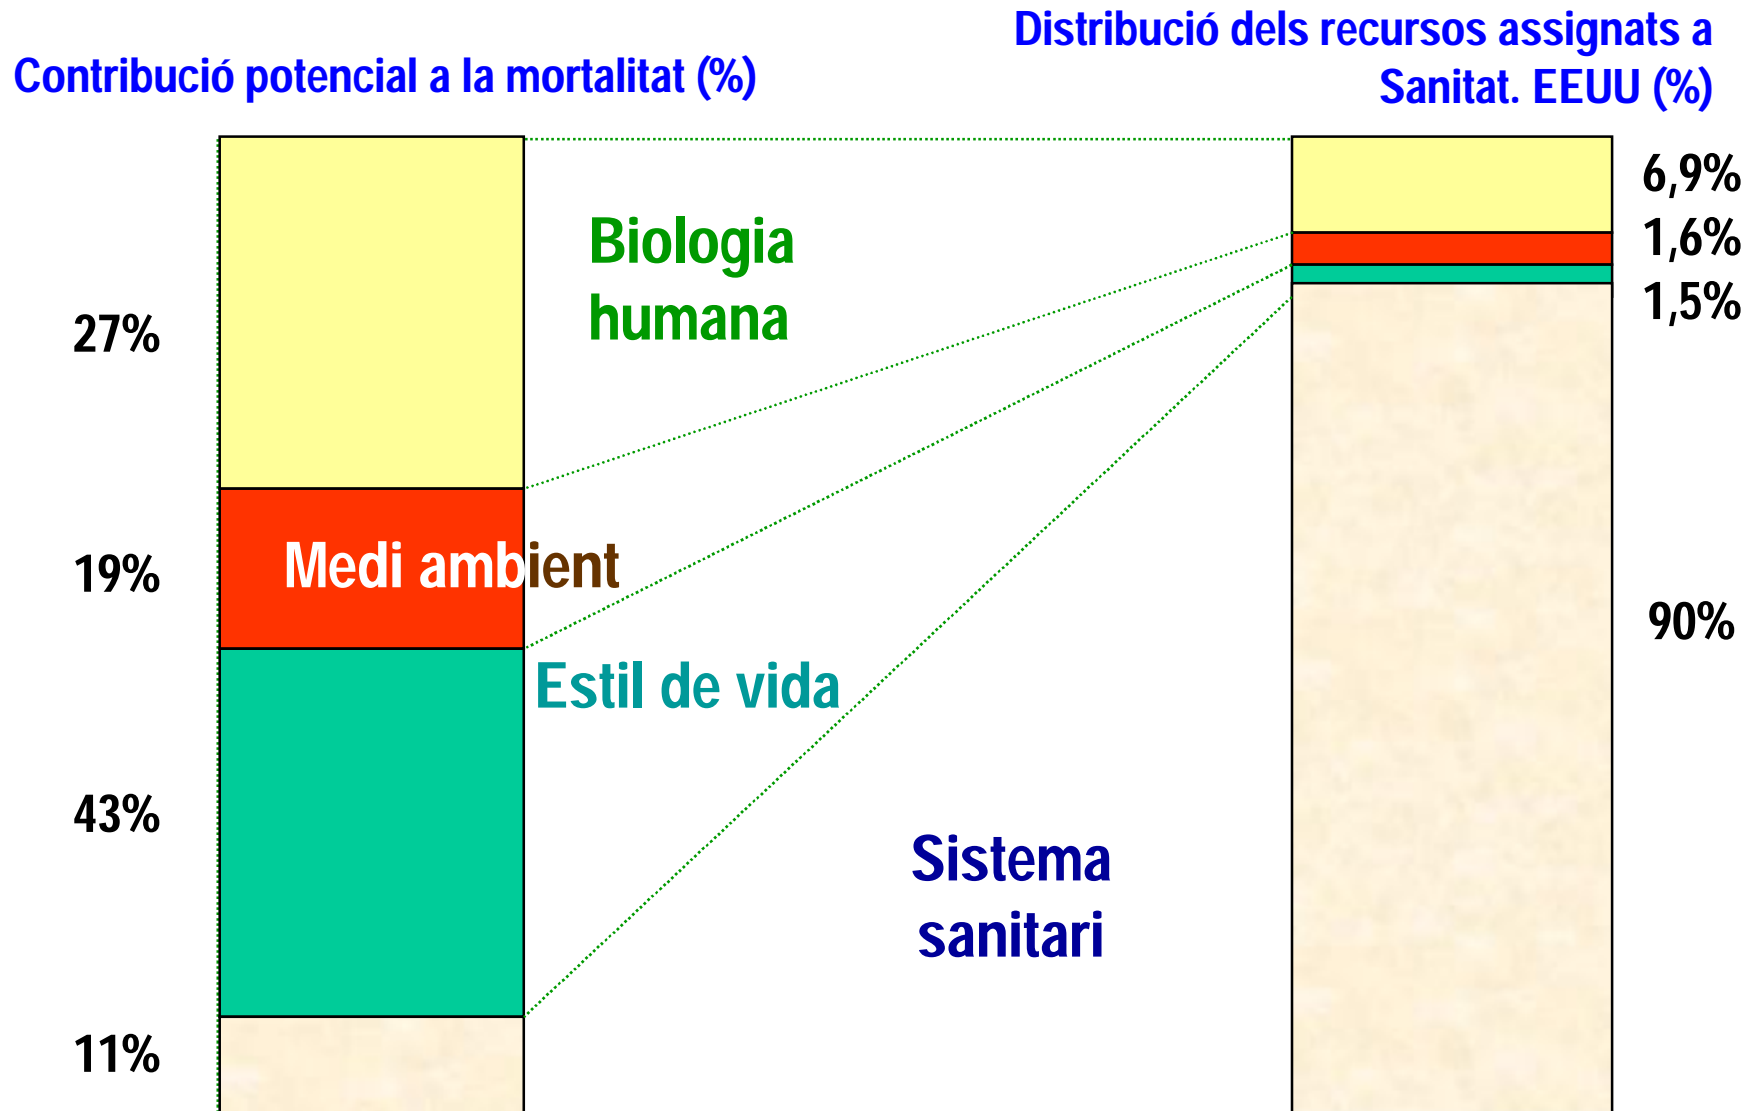 Contribució potencial a la mortalitat (%)
Distribució dels recursos assignats a
Sanitat. EEUU (%)
27%
19%
43%
11%
Biologia
humana
Medi ambient
Estil de vida
Sistema
sanitari
6,9%
1,6%
1,5%
90%